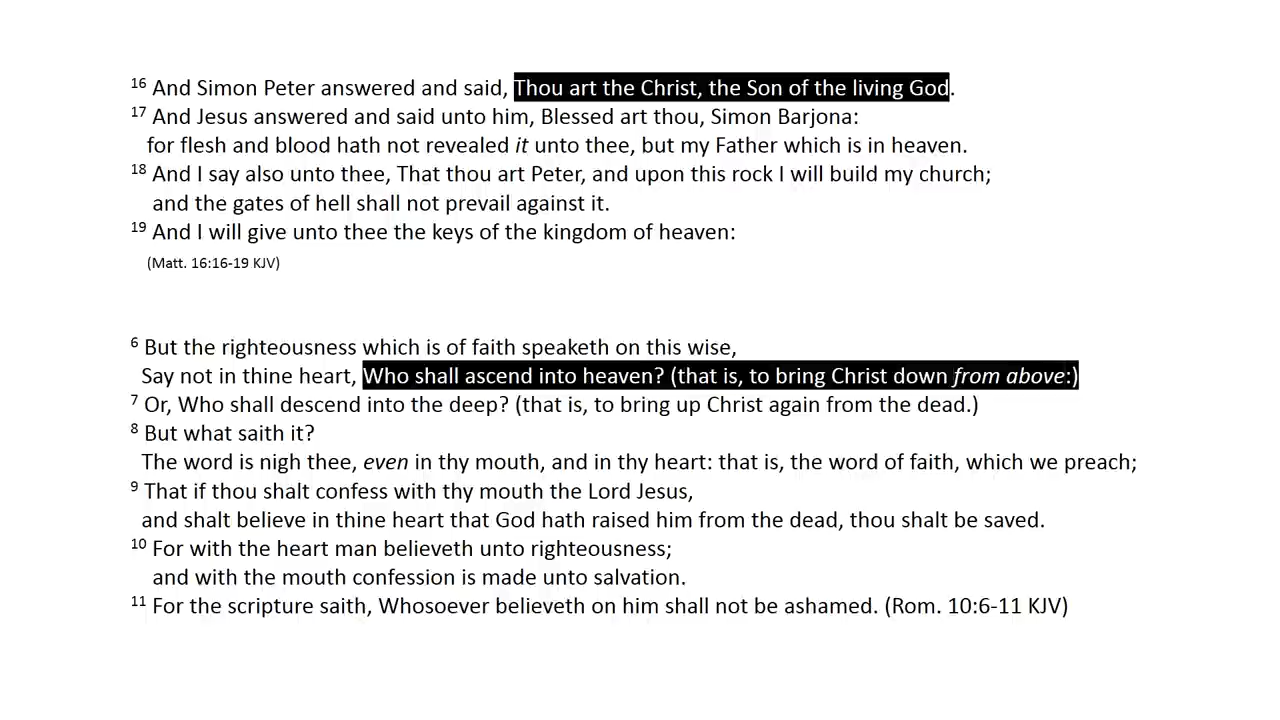 16 And Simon Peter answered and said, Thou art the Christ, the Son of the living God.
17 And Jesus answered and said unto him, Blessed art thou, Simon Barjona:
for flesh and blood hath not revealed it unto thee, but my Father which is in heaven.
18 And I say also unto thee, That thou art Peter, and upon this rock I will build my church;
and the gates of hell shall not prevail against it.
19 And I will give unto thee the keys of the kingdom of heaven:
(Matt. 16:16-19 KJV)
6 But the righteousness which is of faith speaketh on this wise,
Say not in thine heart, Who shall ascend into heaven? (that is, to bring Christ down from above:)
7 Or, Who shall descend into the deep? (that is, to bring up Christ again from the dead.)
8 But what saith it?
The word is nigh thee, even in thy mouth, and in thy heart: that is, the word of faith, which we preach;
9 That if thou shalt confess with thy mouth the Lord Jesus,
and shalt believe in thine heart that God hath raised him from the dead, thou shalt be saved.
10 For with the heart man believeth unto righteousness;
and with the mouth confession is made unto salvation.
11 For the scripture saith, Whosoever believeth on him shall not be ashamed. (Rom. 10:6-11 KJV)